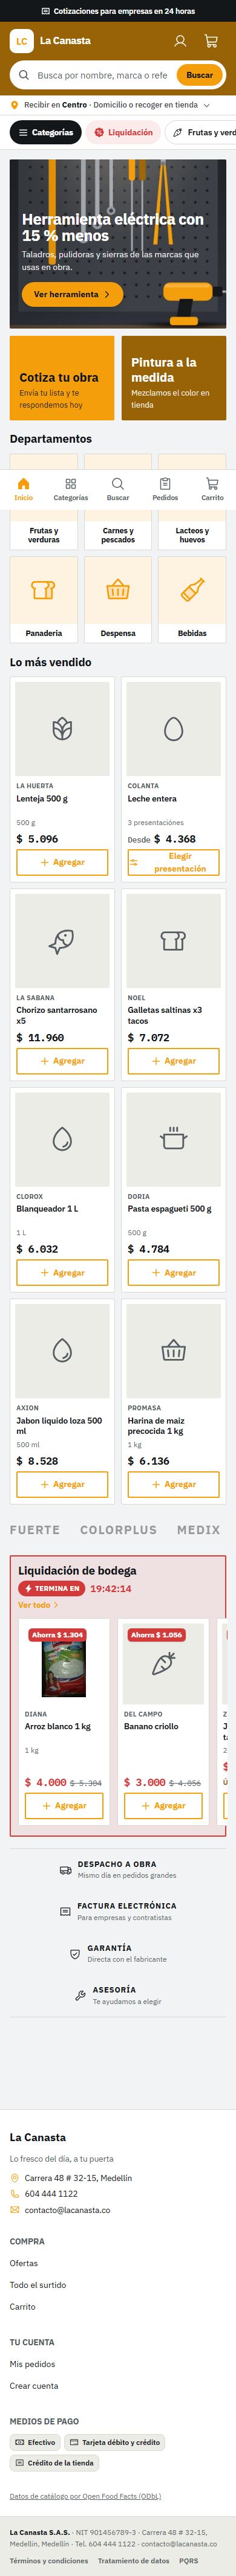 Cotizaciones para empresas en 24 horas
LC La Canasta
Busca por nombre, marca o refe Buscar
Recibir en Centro · Domicilio o recoger en tienda
Categorías Liquidación Frutas y verd
Herramienta eléctrica con
15 % menos
Taladros, pulidoras y sierras de las marcas que
usas en obra.
Ver herramienta
Cotiza tu obra
Envía tu lista y te
respondemos hoy
Pintura a la
medida
Mezclamos el color en
tienda
Departamentos
Inicio Categorías Buscar Pedidos Carrito
Frutas y
verduras
Carnes y
pescados
Lacteos y
huevos
Panaderia Despensa Bebidas
Lo más vendido
LA HUERTA
Lenteja 500 g
500 g
$ 5.096
Agregar
COLANTA
Leche entera
3 presentaciónes
Desde $ 4.368
Elegir
presentación
LA SABANA
Chorizo santarrosano
x5
$ 11.960
Agregar
NOEL
Galletas saltinas x3
tacos
$ 7.072
Agregar
CLOROX
Blanqueador 1 L
1 L
$ 6.032
Agregar
DORIA
Pasta espagueti 500 g
500 g
$ 4.784
Agregar
AXION
Jabon liquido loza 500
ml
500 ml
$ 8.528
Agregar
PROMASA
Harina de maiz
precocida 1 kg
1 kg
$ 6.136
Agregar
FUERTE COLORPLUS MEDIX
Liquidación de bodega
TERMINA EN 19:42:14
Ver todo
Ahorra $ 1.304
DIANA
Arroz blanco 1 kg
1 kg
$ 4.000 $ 5.304
Agregar
Ahorra $ 1.056
DEL CAMPO
Banano criollo
$ 3.000 $ 4.056
Agregar
DESPACHO A OBRA
Mismo día en pedidos grandes
FACTURA ELECTRÓNICA
Para empresas y contratistas
GARANTÍA
Directa con el fabricante
ASESORÍA
Te ayudamos a elegir
La Canasta
Lo fresco del día, a tu puerta
Carrera 48 # 32-15, Medellín
604 444 1122
contacto@lacanasta.co
COMPRA
Ofertas
Todo el surtido
Carrito
TU CUENTA
Mis pedidos
Crear cuenta
MEDIOS DE PAGO
Efectivo Tarjeta débito y crédito
Crédito de la tienda
Datos de catálogo por Open Food Facts (ODbL)
La Canasta S.A.S. · NIT 901456789-3 · Carrera 48 # 32-15,
Medellín, Medellín · Tel. 604 444 1122 · contacto@lacanasta.co
Términos y condiciones Tratamiento de datos PQRS